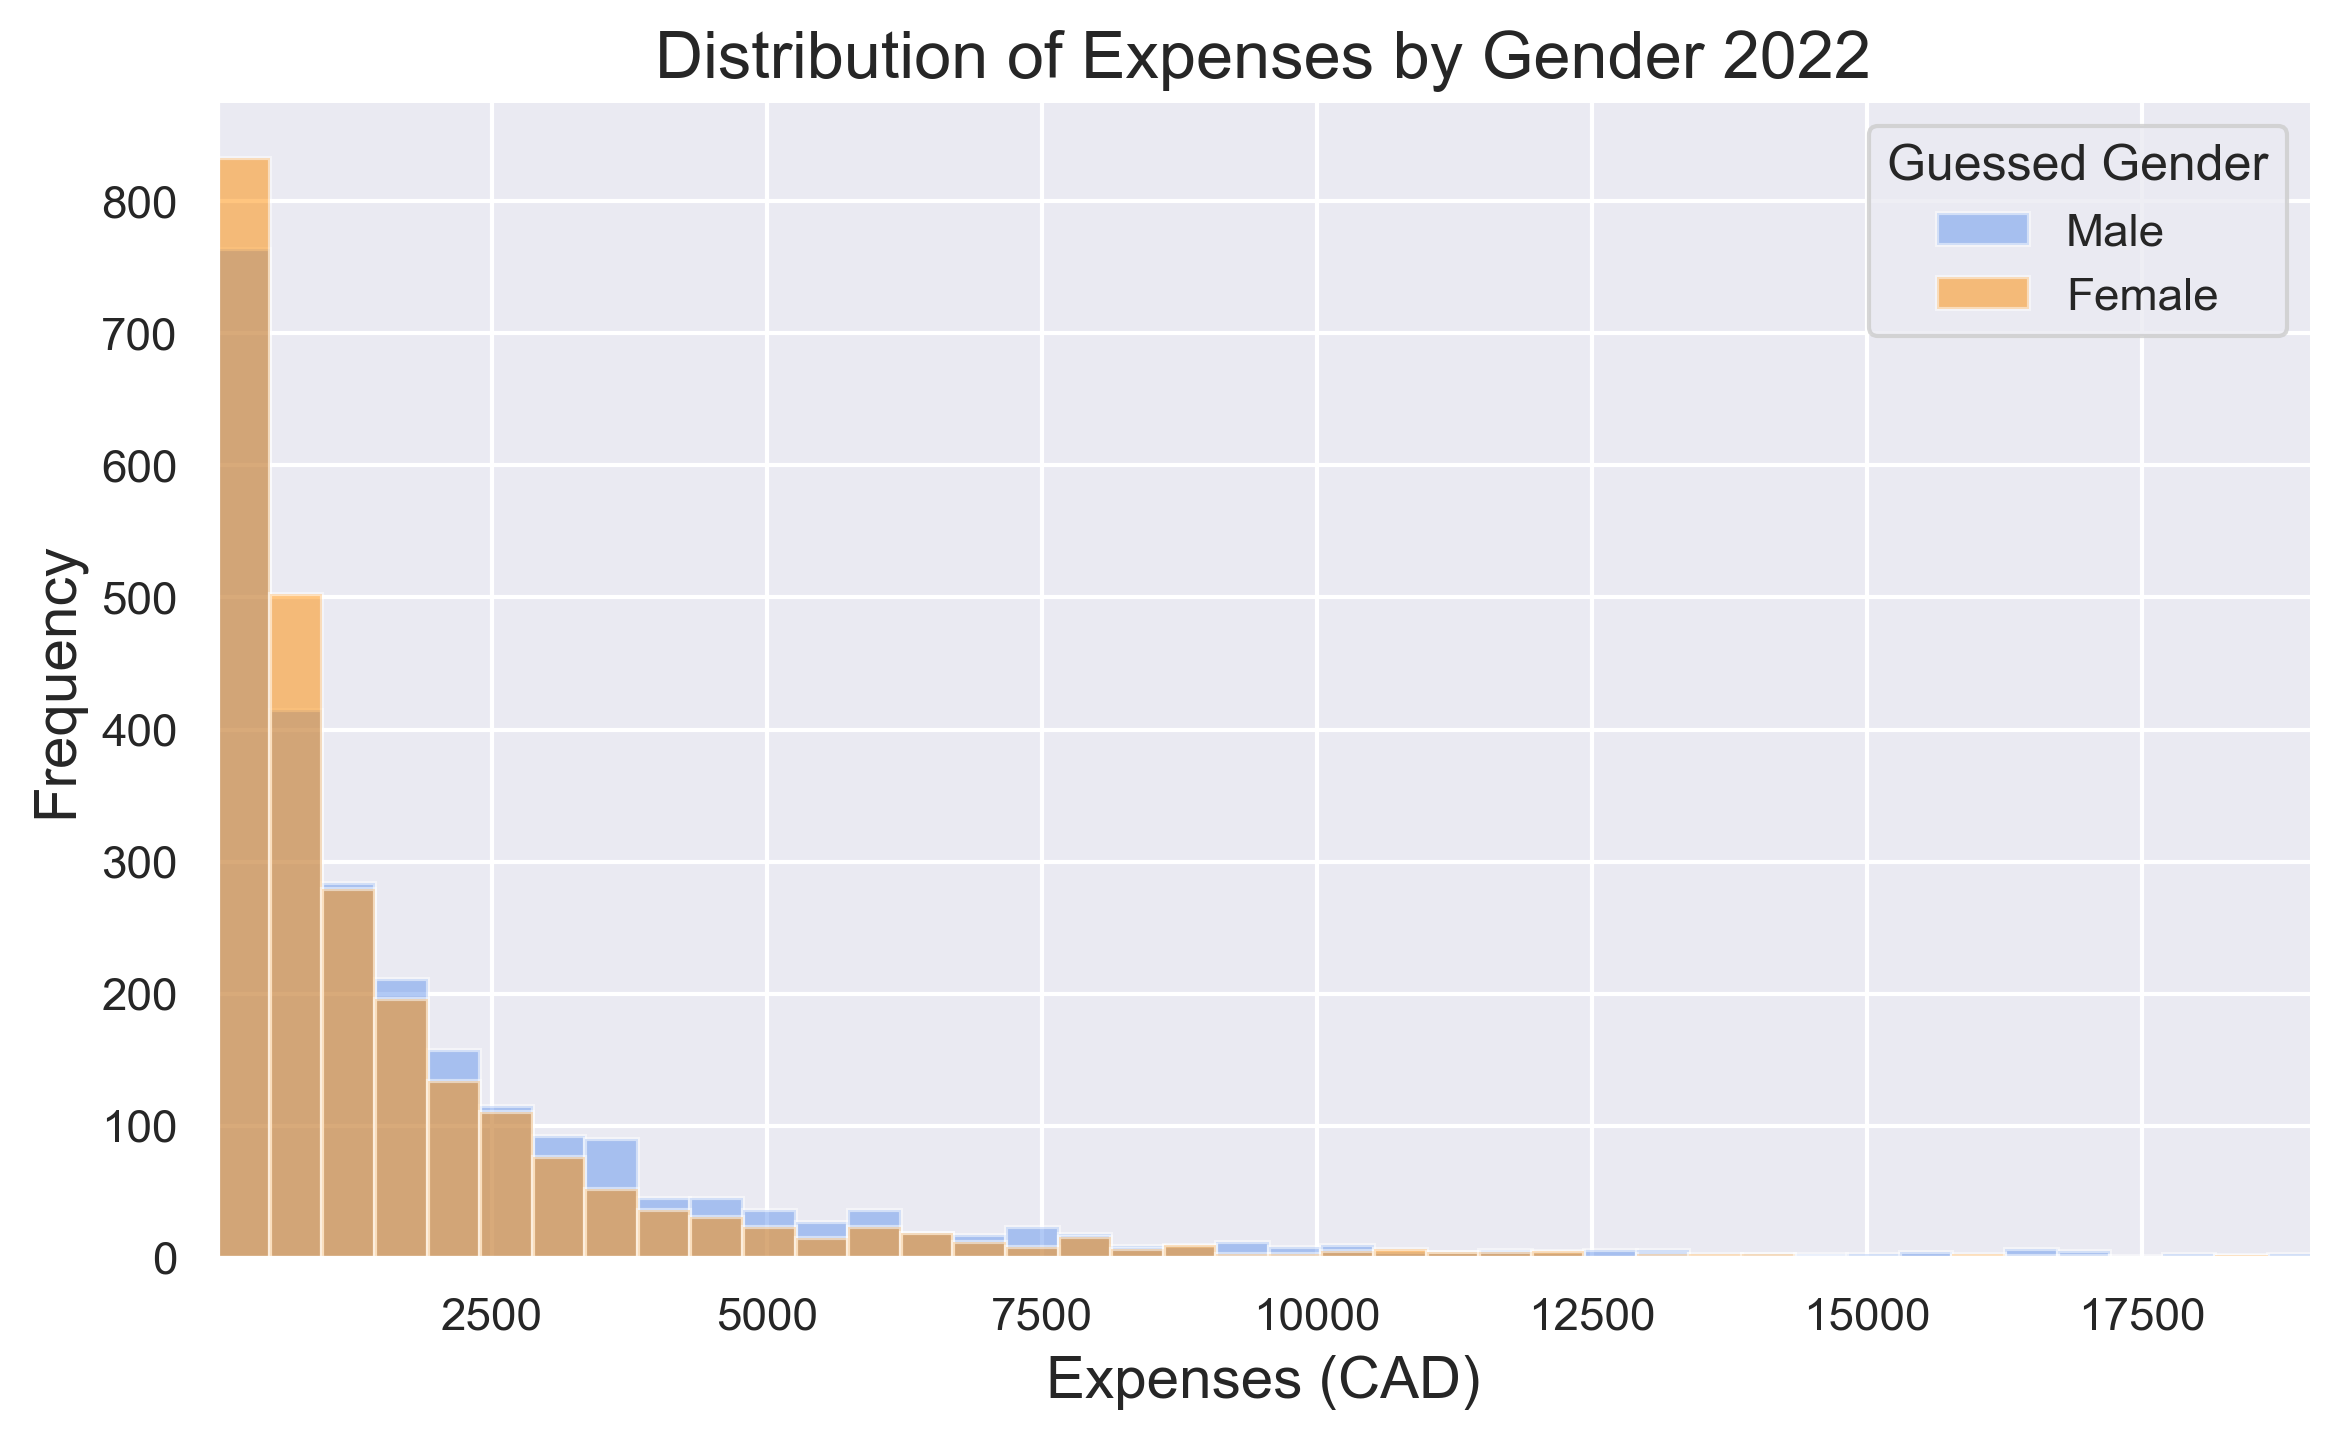 Distribution of Expenses by Gender 2022
Guessed Gender
Male
Female
Frequency
800
700
600
500
400
300
200
100
0
2500 5000 7500 10000 12500 15000 17500
Expenses (CAD)